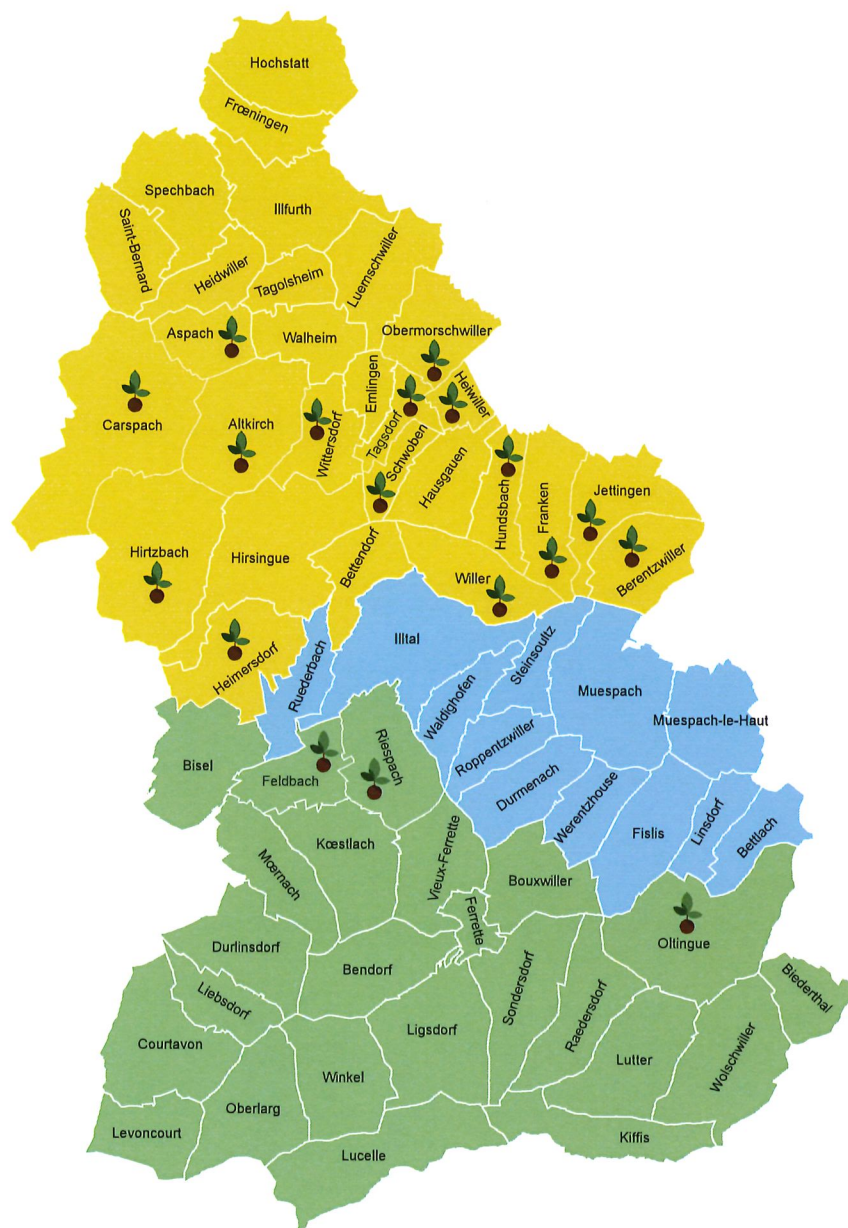 Hochstatt
Frœningen
Spechbach
Illfurth
Saint-Bernard
Heidwiller
Tagolsheim
Luemschwiller
Aspach
Walheim
Obermorschwiller
Carspach
Altkirch
Wittersdorf
Emlingen
Tagsdorf
Heiwiller
Schwoben
Hausgauen
Hundsbach
Franken
Jettingen
Berentzwiller
Hirtzbach
Hirsingue
Bettendorf
Willer
Heimersdorf
Ruederbach
Illtal
Steinsoultz
Waldighofen
Muespach
Muespach-le-Haut
Roppentzwiller
Durmenach
Werentzhouse
Fislis
Linsdorf
Bettlach
Bisel
Feldbach
Riespach
Kœstlach
Mœrnach
Vieux-Ferrette
Bouxwiller
Ferrette
Oltingue
Durlinsdorf
Bendorf
Liebsdorf
Sondersdorf
Raedersdorf
Biederthal
Courtavon
Ligsdorf
Winkel
Lutter
Wolschwiller
Oberlarg
Levoncourt
Kiffis
Lucelle